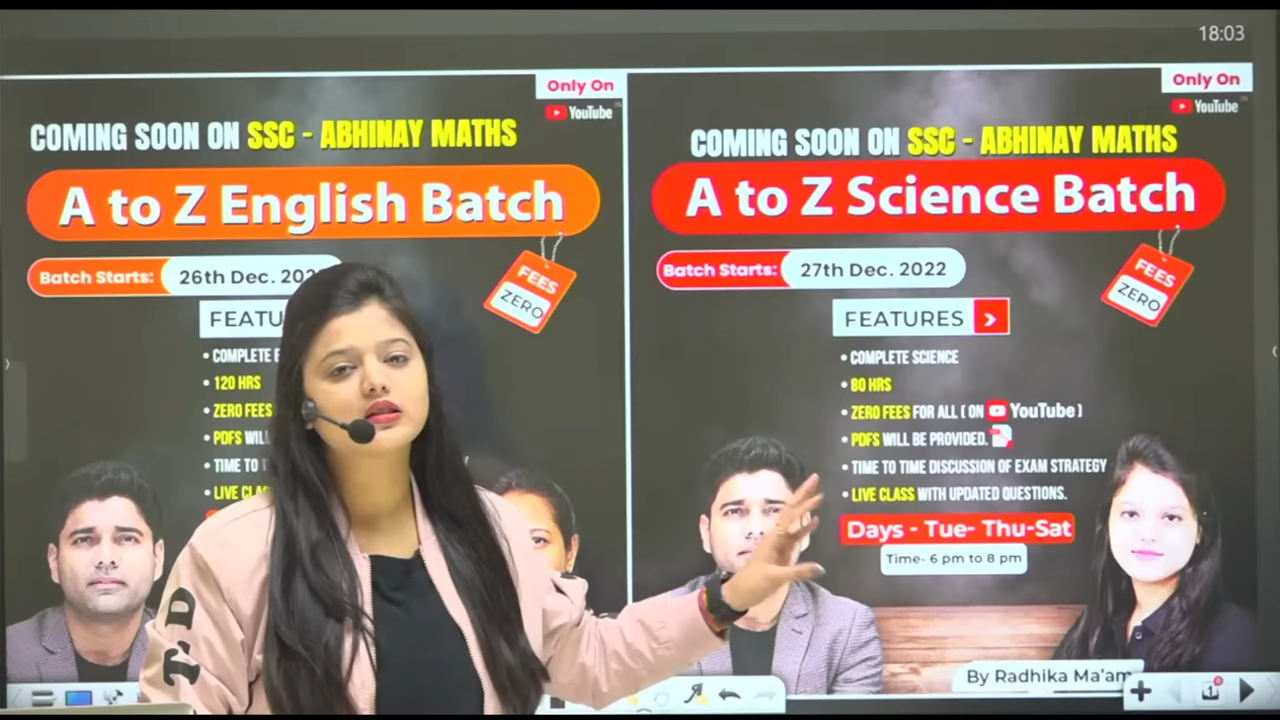 18:03
Only On
YouTube
COMING SOON ON SSC - ABHINAY MATHS
A to Z English Batch
Batch Starts: 26th Dec. 202
FEES
ZERO
FEATU
• COMPLETE E
• 120 HRS
• ZERO FEES
• PDFS WILL
• TIME TO T
• LIVE CLAS
Only On
YouTube
COMING SOON ON SSC - ABHINAY MATHS
A to Z Science Batch
Batch Starts: 27th Dec. 2022
FEES
ZERO
FEATURES
• COMPLETE SCIENCE
• 80 HRS
• ZERO FEES FOR ALL ( ON YouTube )
• PDFS WILL BE PROVIDED.
• TIME TO TIME DISCUSSION OF EXAM STRATEGY
• LIVE CLASS WITH UPDATED QUESTIONS.
Days - Tue- Thu-Sat
Time- 6 pm to 8 pm
By Radhika Ma'am
T.D